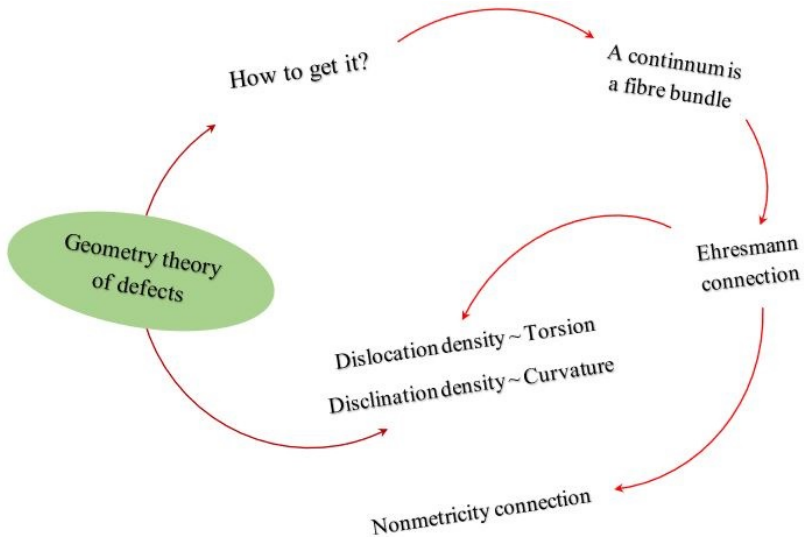 How to get it?
A continnum is
a fibre bundle
Geometry theory
of defects
Ehresmann
connection
Dislocation density ~ Torsion
Disclination density ~ Curvature
Nonmetricity connection